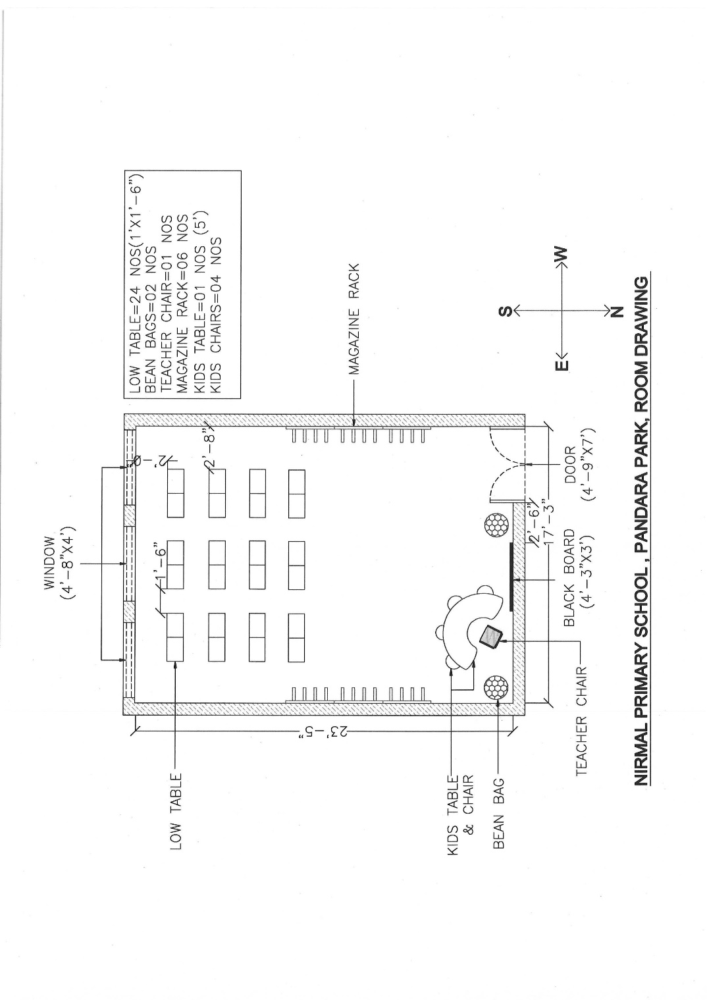 LOW TABLE=24 NOS(1'X1'-6")
BEAN BAGS=02 NOS
TEACHER CHAIR=01 NOS
MAGAZINE RACK=06 NOS
KIDS TABLE=01 NOS (5')
KIDS CHAIRS=04 NOS
WINDOW
(4'-8"X4')
2'-0"
2'-8"
1'-6"
LOW TABLE
MAGAZINE RACK
23'-5"
KIDS TABLE
& CHAIR
BEAN BAG
2'-6"
17'-3"
DOOR
(4'-9"X7')
BLACK BOARD
(4'-3"X3')
TEACHER CHAIR
S
E
W
N
NIRMAL PRIMARY SCHOOL , PANDARA PARK, ROOM DRAWING